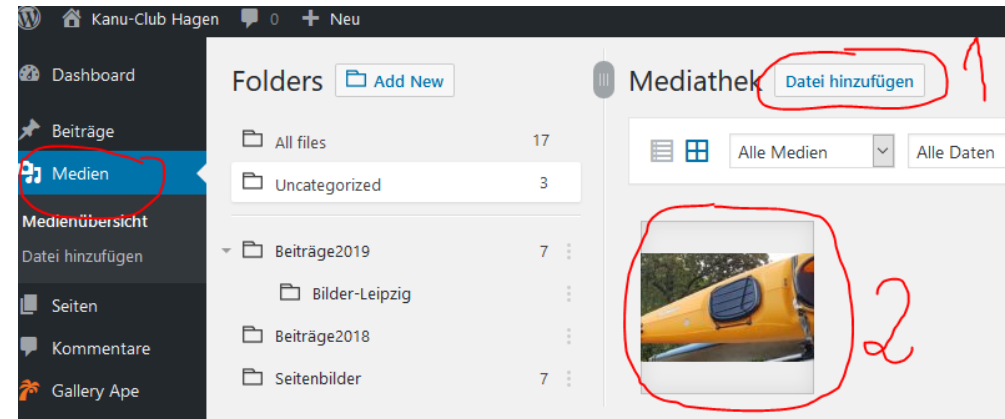 Kanu-Club Hagen 0 + Neu
Dashboard
Beiträge
Medien
Medienübersicht
Datei hinzufügen
Seiten
Kommentare
Gallery Ape
Folders Add New
All files 17
Uncategorized 3
Beiträge2019 7
Bilder-Leipzig
Beiträge2018
Seitenbilder 7
Mediathek Datei hinzufügen 1
Alle Medien Alle Daten
2